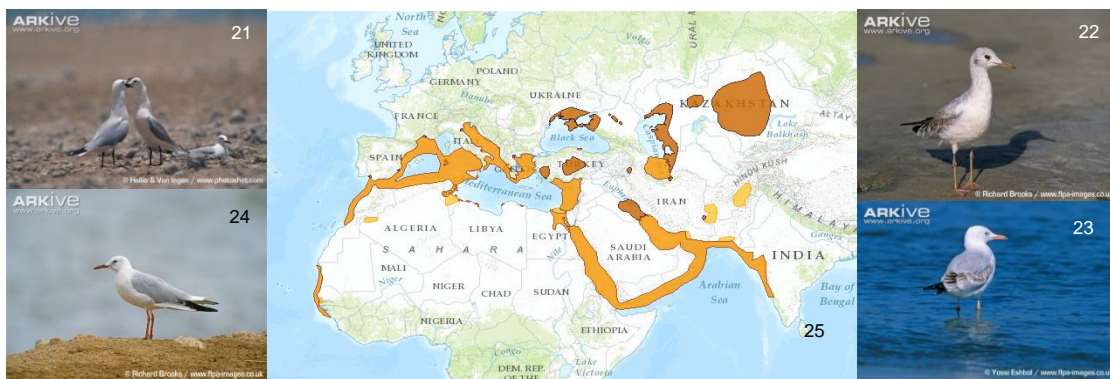 ARKIVE
www.arkive.org
21
© Hellio & Van Ingen / www.photoshot.com
ARKIVE
www.arkive.org
24
© Richard Brooks / www.flpa-images.co.uk
North
Sea
UNITED
KINGDOM
POLAND
GERMANY
Danube
FRANCE
UKRAINE
Volga
URAL
KAZAKHSTAN
Lake
Balkhash
ALTAY
Black Sea
Caspian
SPAIN
TURKEY
Mediterranean Sea
HINDU KUSH
HIMALAY
IRAN
ALGERIA
LIBYA
EGYPT
Nile
SAUDI
ARABIA
SAHARA
INDIA
Ganges
MALI
Niger
NIGER
CHAD
SUDAN
Arabian
Sea
Bay of
Bengal
NIGERIA
ETHIOPIA
Congo
DEM. REP.
OF THE
Lake
Victoria
25
ARKIVE
www.arkive.org
22
© Richard Brooks / www.flpa-images.co.uk
ARKIVE
www.arkive.org
23
© Yossi Eshbol / www.flpa-images.co.uk